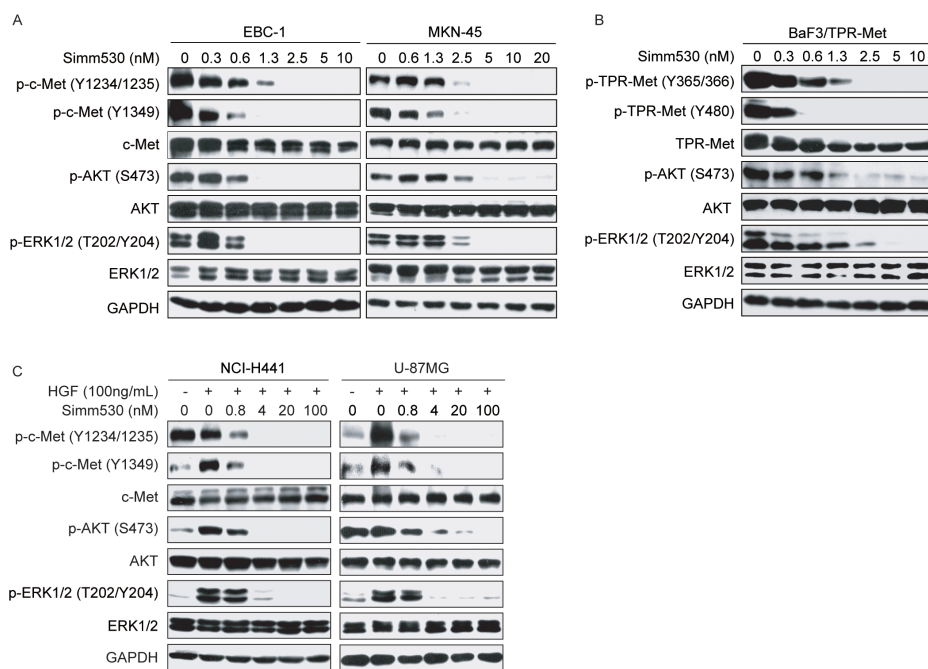 A
EBC-1 MKN-45
Simm530 (nM) 0 0.3 0.6 1.3 2.5 5 10 0 0.6 1.3 2.5 5 10 20
p-c-Met (Y1234/1235)
p-c-Met (Y1349)
c-Met
p-AKT (S473)
AKT
p-ERK1/2 (T202/Y204)
ERK1/2
GAPDH
B
BaF3/TPR-Met
Simm530 (nM) 0 0.3 0.6 1.3 2.5 5 10
p-TPR-Met (Y365/366)
p-TPR-Met (Y480)
TPR-Met
p-AKT (S473)
AKT
p-ERK1/2 (T202/Y204)
ERK1/2
GAPDH
C
NCI-H441 U-87MG
HGF (100ng/mL) - + + + + + - + + + + +
Simm530 (nM) 0 0 0.8 4 20 100 0 0 0.8 4 20 100
p-c-Met (Y1234/1235)
p-c-Met (Y1349)
c-Met
p-AKT (S473)
AKT
p-ERK1/2 (T202/Y204)
ERK1/2
GAPDH